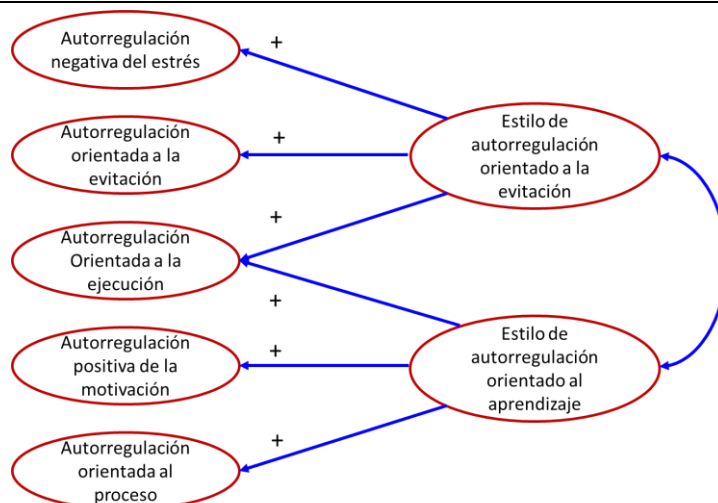 Autorregulación
negativa del estrés
+
Autorregulación
orientada a la
evitación
+
Estilo de
autorregulación
orientado a la
evitación
Autorregulación
Orientada a la
ejecución
+
+
Autorregulación
positiva de la
motivación
+
Estilo de
autorregulación
orientado al
aprendizaje
Autorregulación
orientada al
proceso
+